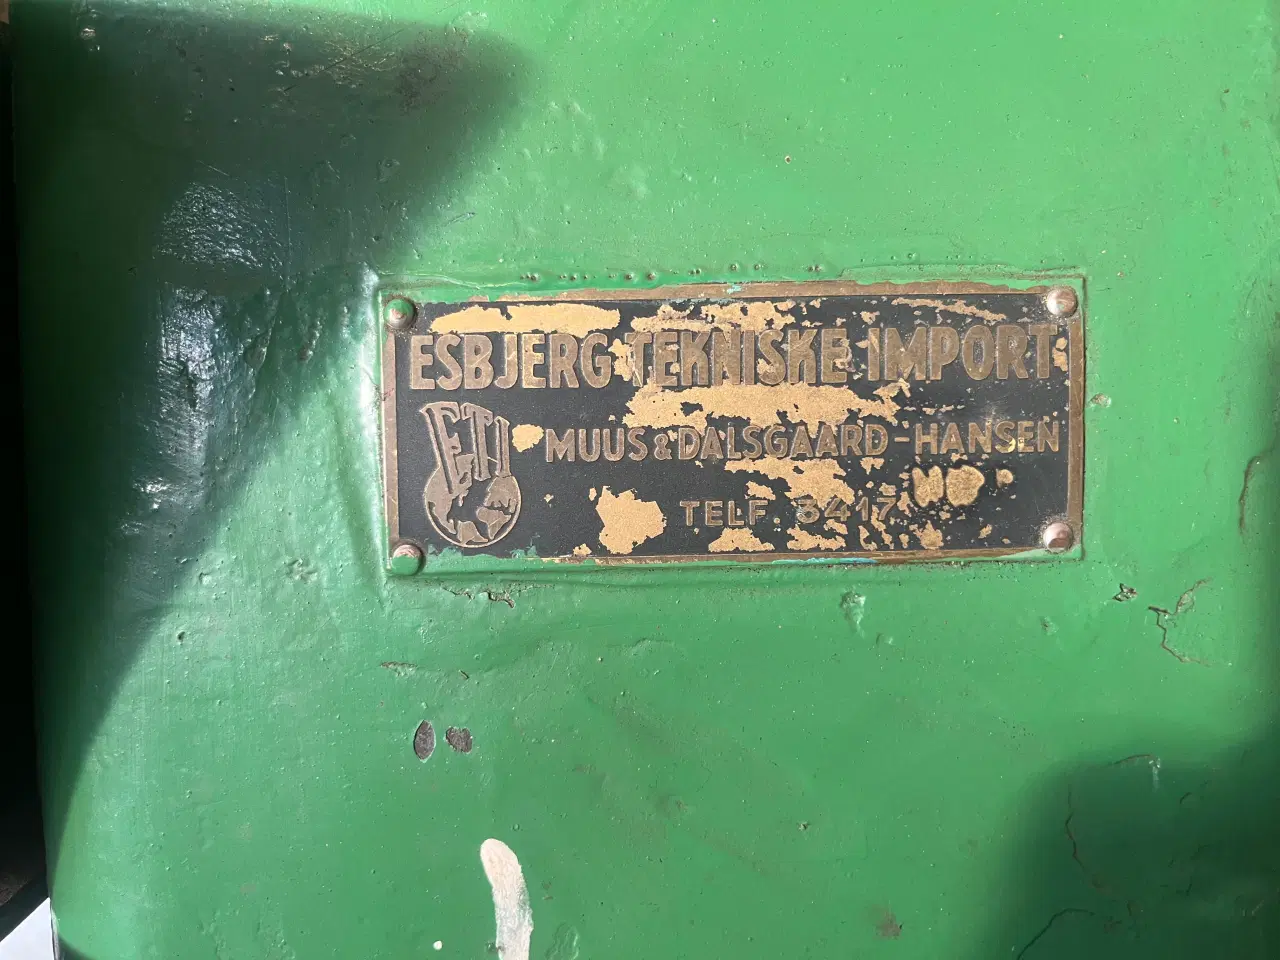 ESBJERG TEKNISKE IMPORT
ETI
MUUS & DALSGAARD-HANSEN
TELF. 3417